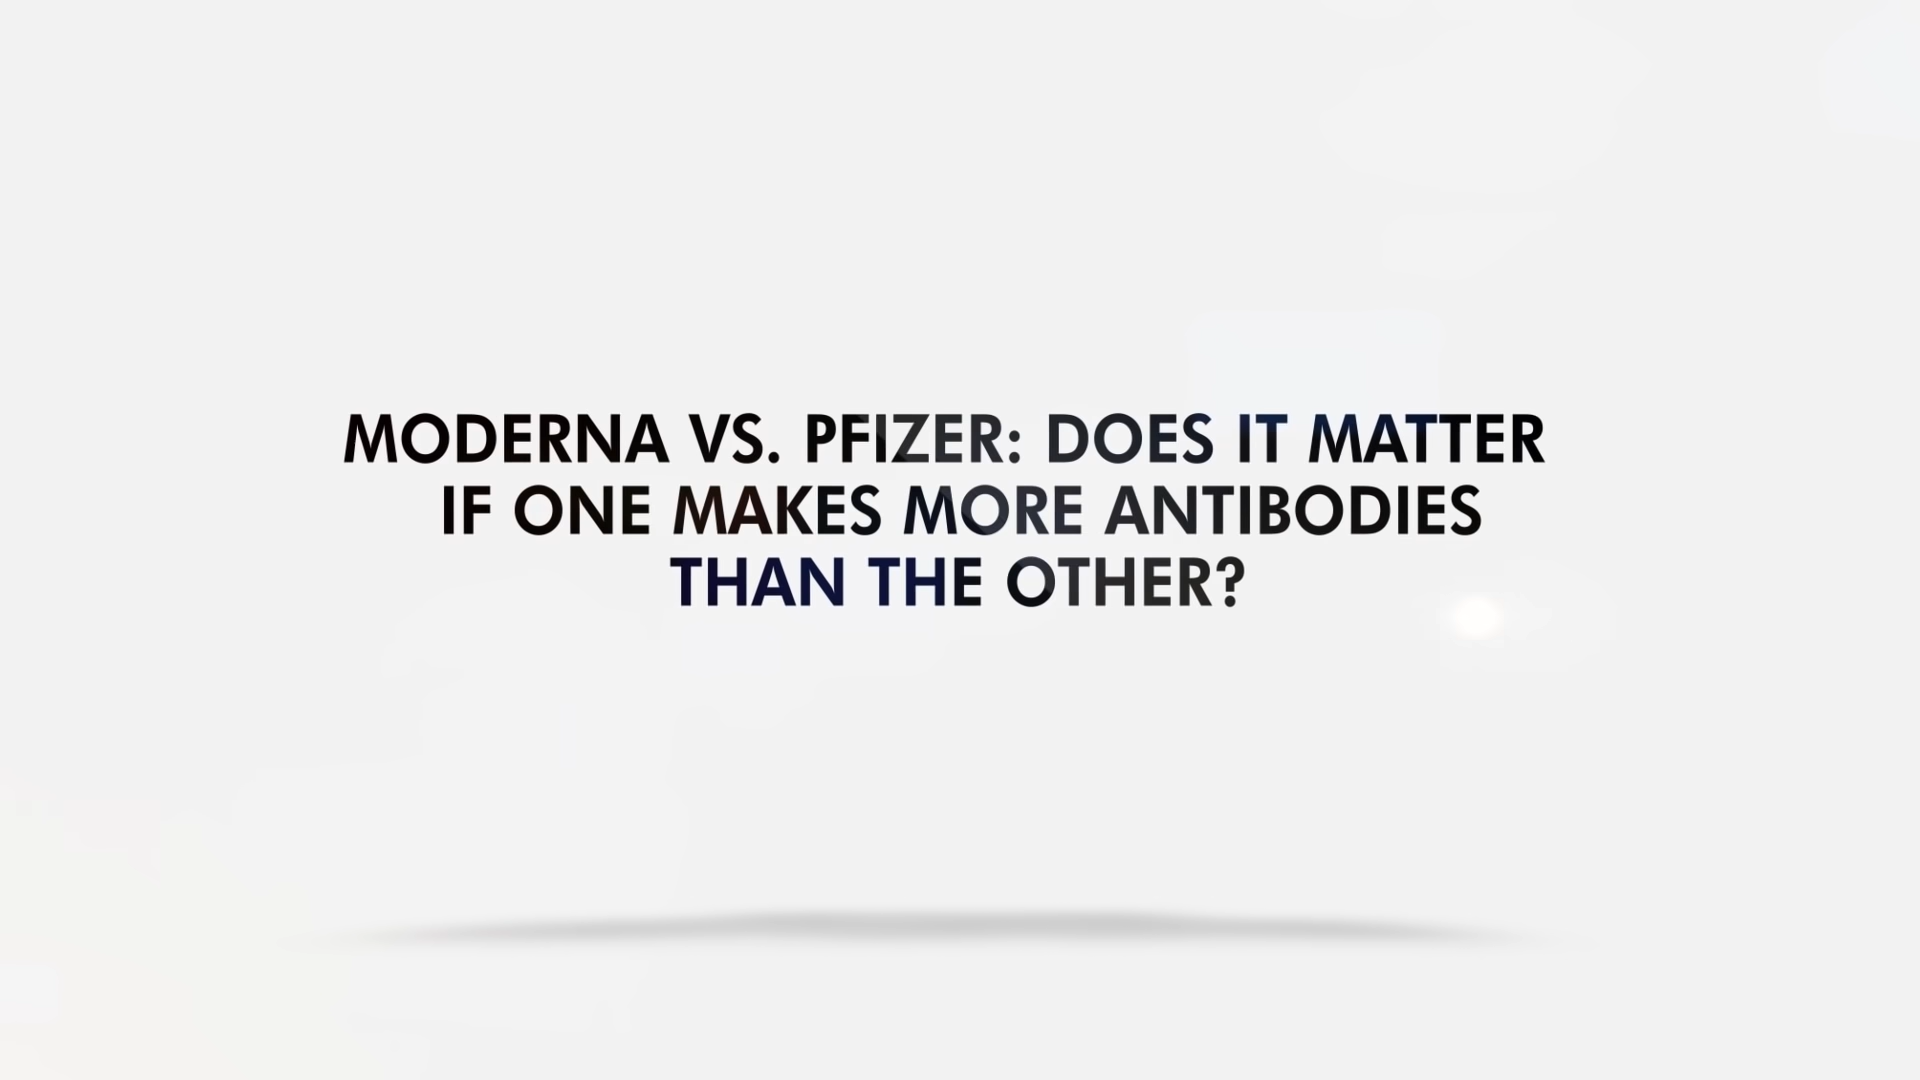 MODERNA VS. PFIZER: DOES IT MATTER
IF ONE MAKES MORE ANTIBODIES
THAN THE OTHER?